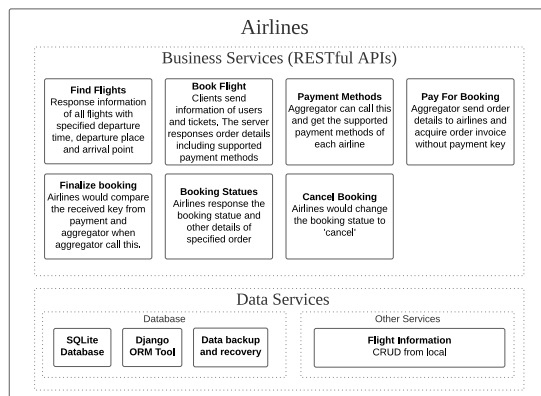 Airlines
Business Services (RESTful APIs)
Find Flights
Response information
of all flights with
specified departure
time, departure place
and arrival point
Book Flight
Clients send
information of users
and tickets, The server
responses order details
including supported
payment methods
Payment Methods
Aggregator can call this
and get the supported
payment methods of
each airline
Pay For Booking
Aggregator send order
details to airlines and
acquire order invoice
without payment key
Finalize booking
Airlines would compare
the received key from
payment and
aggregator when
aggregator call this.
Booking Statues
Airlines response the
booking statue and
other details of
specified order
Cancel Booking
Airlines would change
the booking statue to
'cancel'
Data Services
Database
SQLite
Database
Django
ORM Tool
Data backup
and recovery
Other Services
Flight Information
CRUD from local